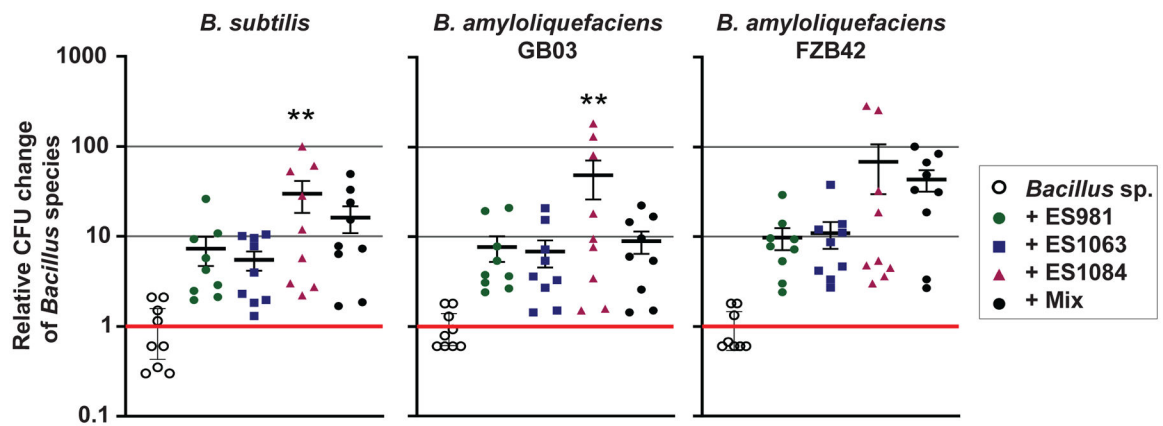 B. subtilis
B. amyloliquefaciens
GB03
B. amyloliquefaciens
FZB42
Relative CFU change
of Bacillus species
1000
100
10
1
0.1
**
**
Bacillus sp.
+ ES981
+ ES1063
+ ES1084
+ Mix